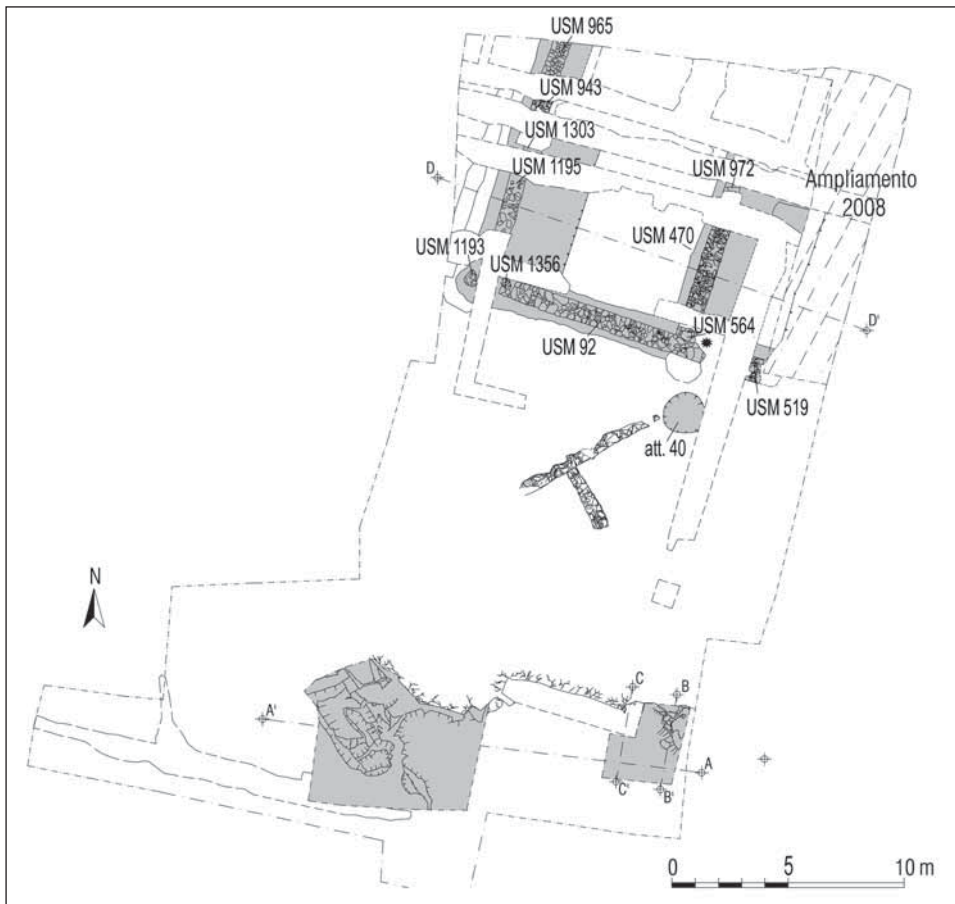 USM 965
USM 943
USM 1303
USM 1195
USM 972
D
Ampliamento
2008
USM 470
USM 1193
USM 1356
D'
USM 564
USM 92
USM 519
att. 40
N
C
B
A'
A
C'
B'
0 5 10 m